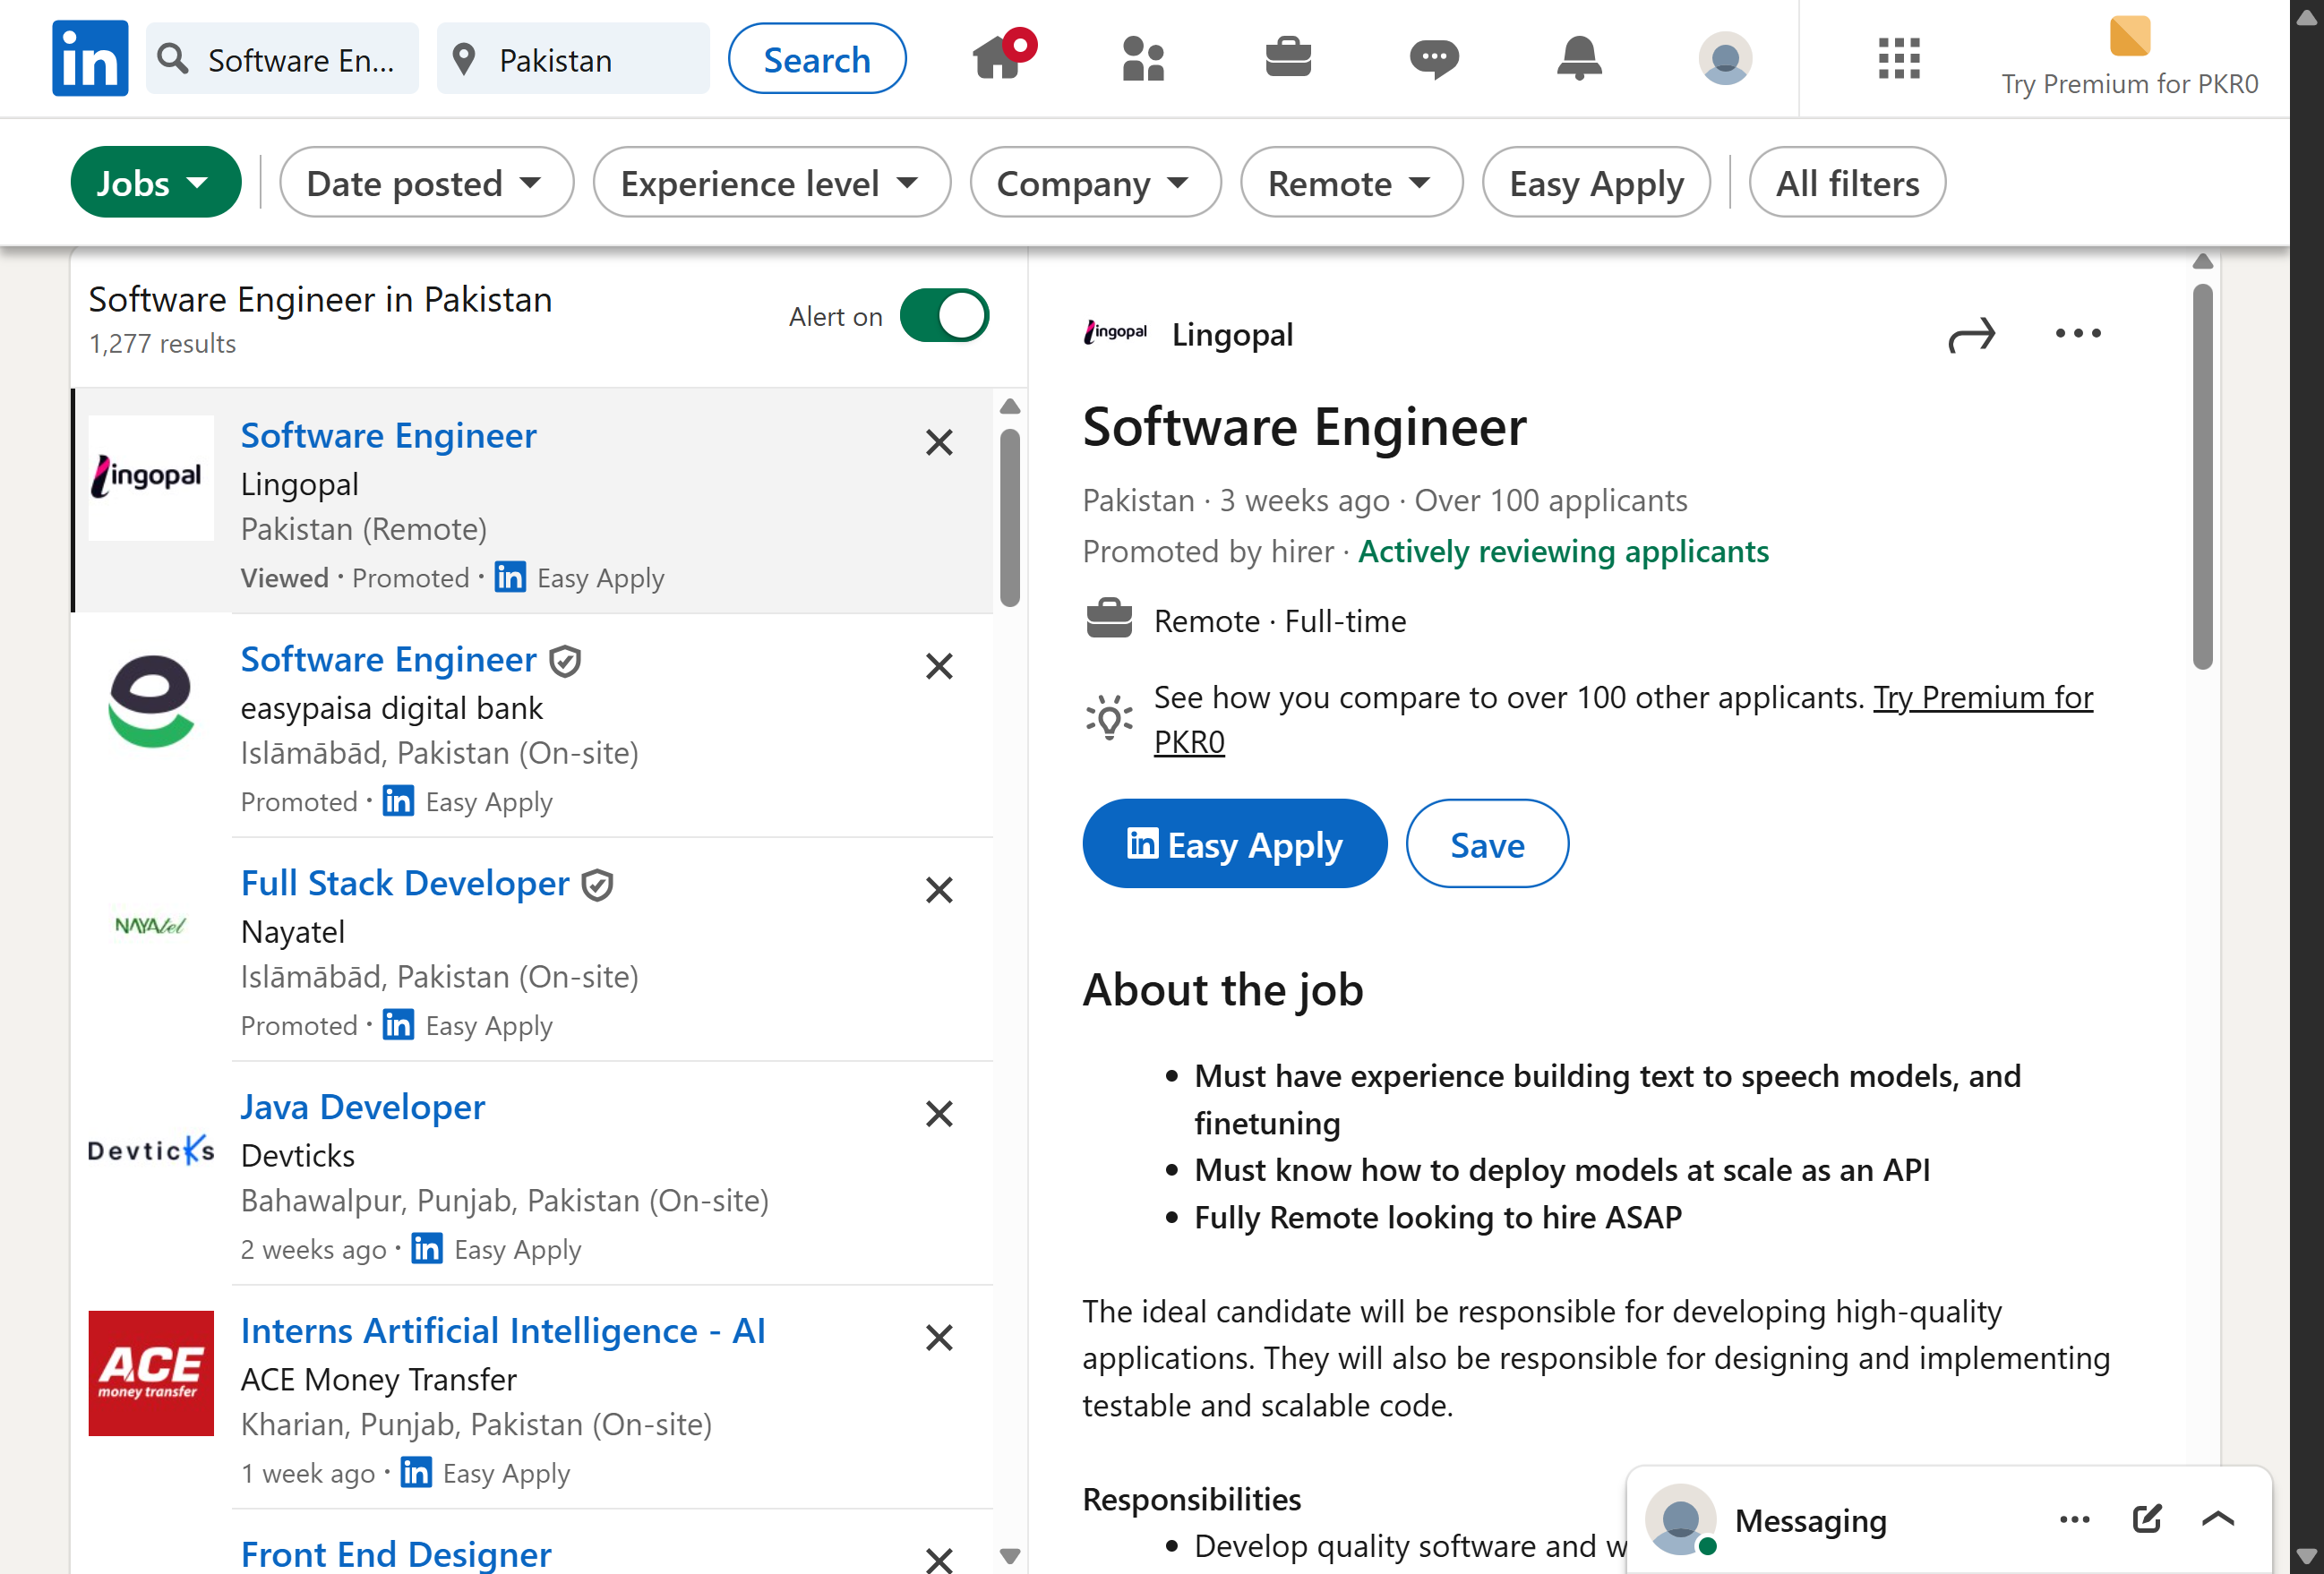 in
Software En...
Pakistan
Search
Try Premium for PKR0
Jobs
Date posted
Experience level
Company
Remote
Easy Apply
All filters
Software Engineer in Pakistan
1,277 results
Alert on
lingopal
Software Engineer
Lingopal
Pakistan (Remote)
Viewed · Promoted · in Easy Apply
Software Engineer
easypaisa digital bank
Islāmābād, Pakistan (On-site)
Promoted · in Easy Apply
NAYAtel
Full Stack Developer
Nayatel
Islāmābād, Pakistan (On-site)
Promoted · in Easy Apply
Devticks
Java Developer
Devticks
Bahawalpur, Punjab, Pakistan (On-site)
2 weeks ago · in Easy Apply
ACE
money transfer
Interns Artificial Intelligence - AI
ACE Money Transfer
Kharian, Punjab, Pakistan (On-site)
1 week ago · in Easy Apply
Front End Designer
lingopal
Lingopal
Software Engineer
Pakistan · 3 weeks ago · Over 100 applicants
Promoted by hirer · Actively reviewing applicants
Remote · Full-time
See how you compare to over 100 other applicants. Try Premium for
PKR0
in Easy Apply
Save
About the job
• Must have experience building text to speech models, and
finetuning
• Must know how to deploy models at scale as an API
• Fully Remote looking to hire ASAP
The ideal candidate will be responsible for developing high-quality
applications. They will also be responsible for designing and implementing
testable and scalable code.
Responsibilities
• Develop quality software and w
Messaging